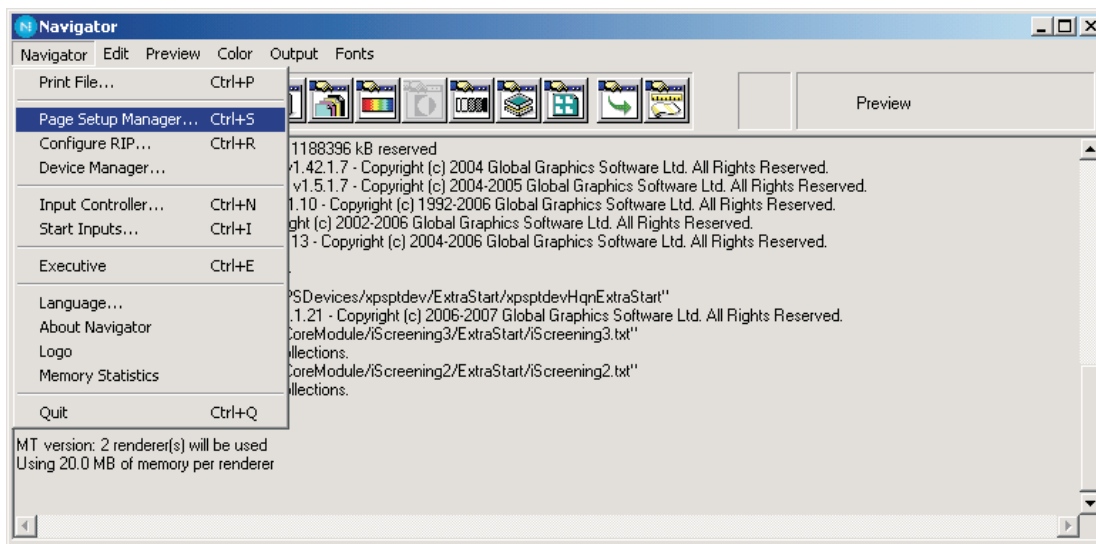 Navigator
Navigator Edit Preview Color Output Fonts
Print File... Ctrl+P
Page Setup Manager... Ctrl+S
Configure RIP... Ctrl+R
Device Manager...
Input Controller... Ctrl+N
Start Inputs... Ctrl+I
Executive Ctrl+E
Language...
About Navigator
Logo
Memory Statistics
Quit Ctrl+Q
Preview
1188396 kB reserved
v1.42.1.7 - Copyright (c) 2004 Global Graphics Software Ltd. All Rights Reserved.
v1.5.1.7 - Copyright (c) 2004-2005 Global Graphics Software Ltd. All Rights Reserved.
1.10 - Copyright (c) 1992-2006 Global Graphics Software Ltd. All Rights Reserved.
ght (c) 2002-2006 Global Graphics Software Ltd. All Rights Reserved.
13 - Copyright (c) 2004-2006 Global Graphics Software Ltd. All Rights Reserved.
PSDevices/xpsptdev/ExtraStart/xpsptdevHqnExtraStart"
.1.21 - Copyright (c) 2006-2007 Global Graphics Software Ltd. All Rights Reserved.
CoreModule/iScreening3/ExtraStart/iScreening3.txt"
llections.
CoreModule/iScreening2/ExtraStart/iScreening2.txt"
llections.
MT version: 2 renderer(s) will be used
Using 20.0 MB of memory per renderer